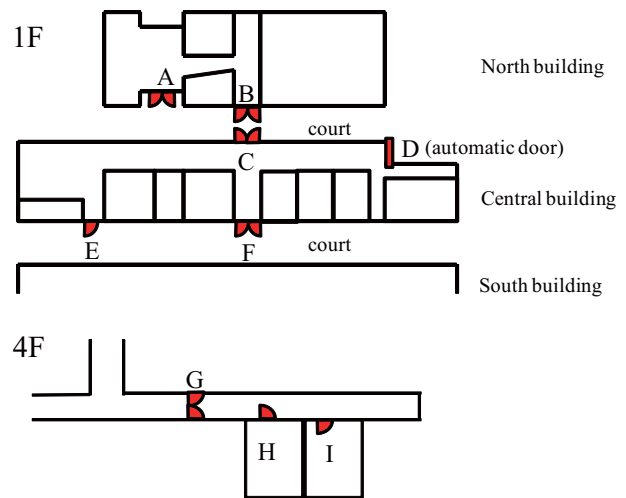 1F
A
B
North building
court
C
D (automatic door)
Central building
E
F
court
South building
4F
G
H
I